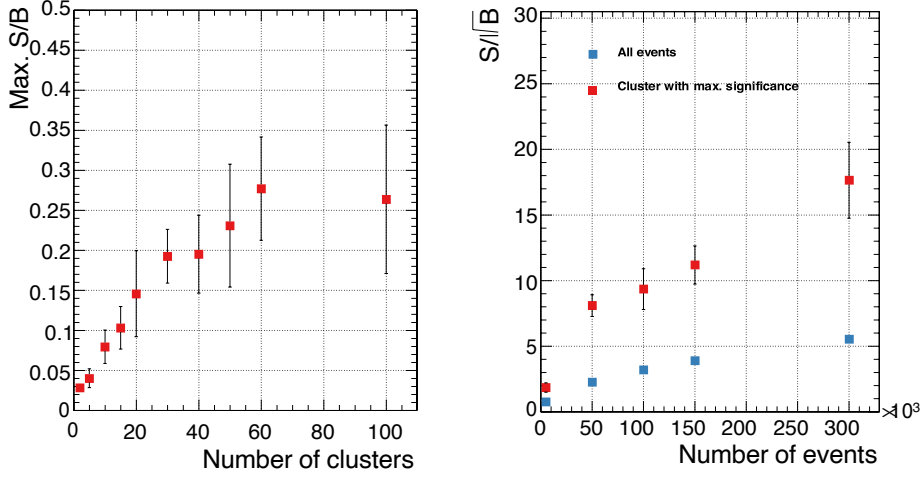 Max. S/B
0.5
0.45
0.4
0.35
0.3
0.25
0.2
0.15
0.1
0.05
0
0 20 40 60 80 100
Number of clusters
S/√B
30
25
20
15
10
5
0
All events
Cluster with max. significance
0 50 100 150 200 250 300
×10³
Number of events